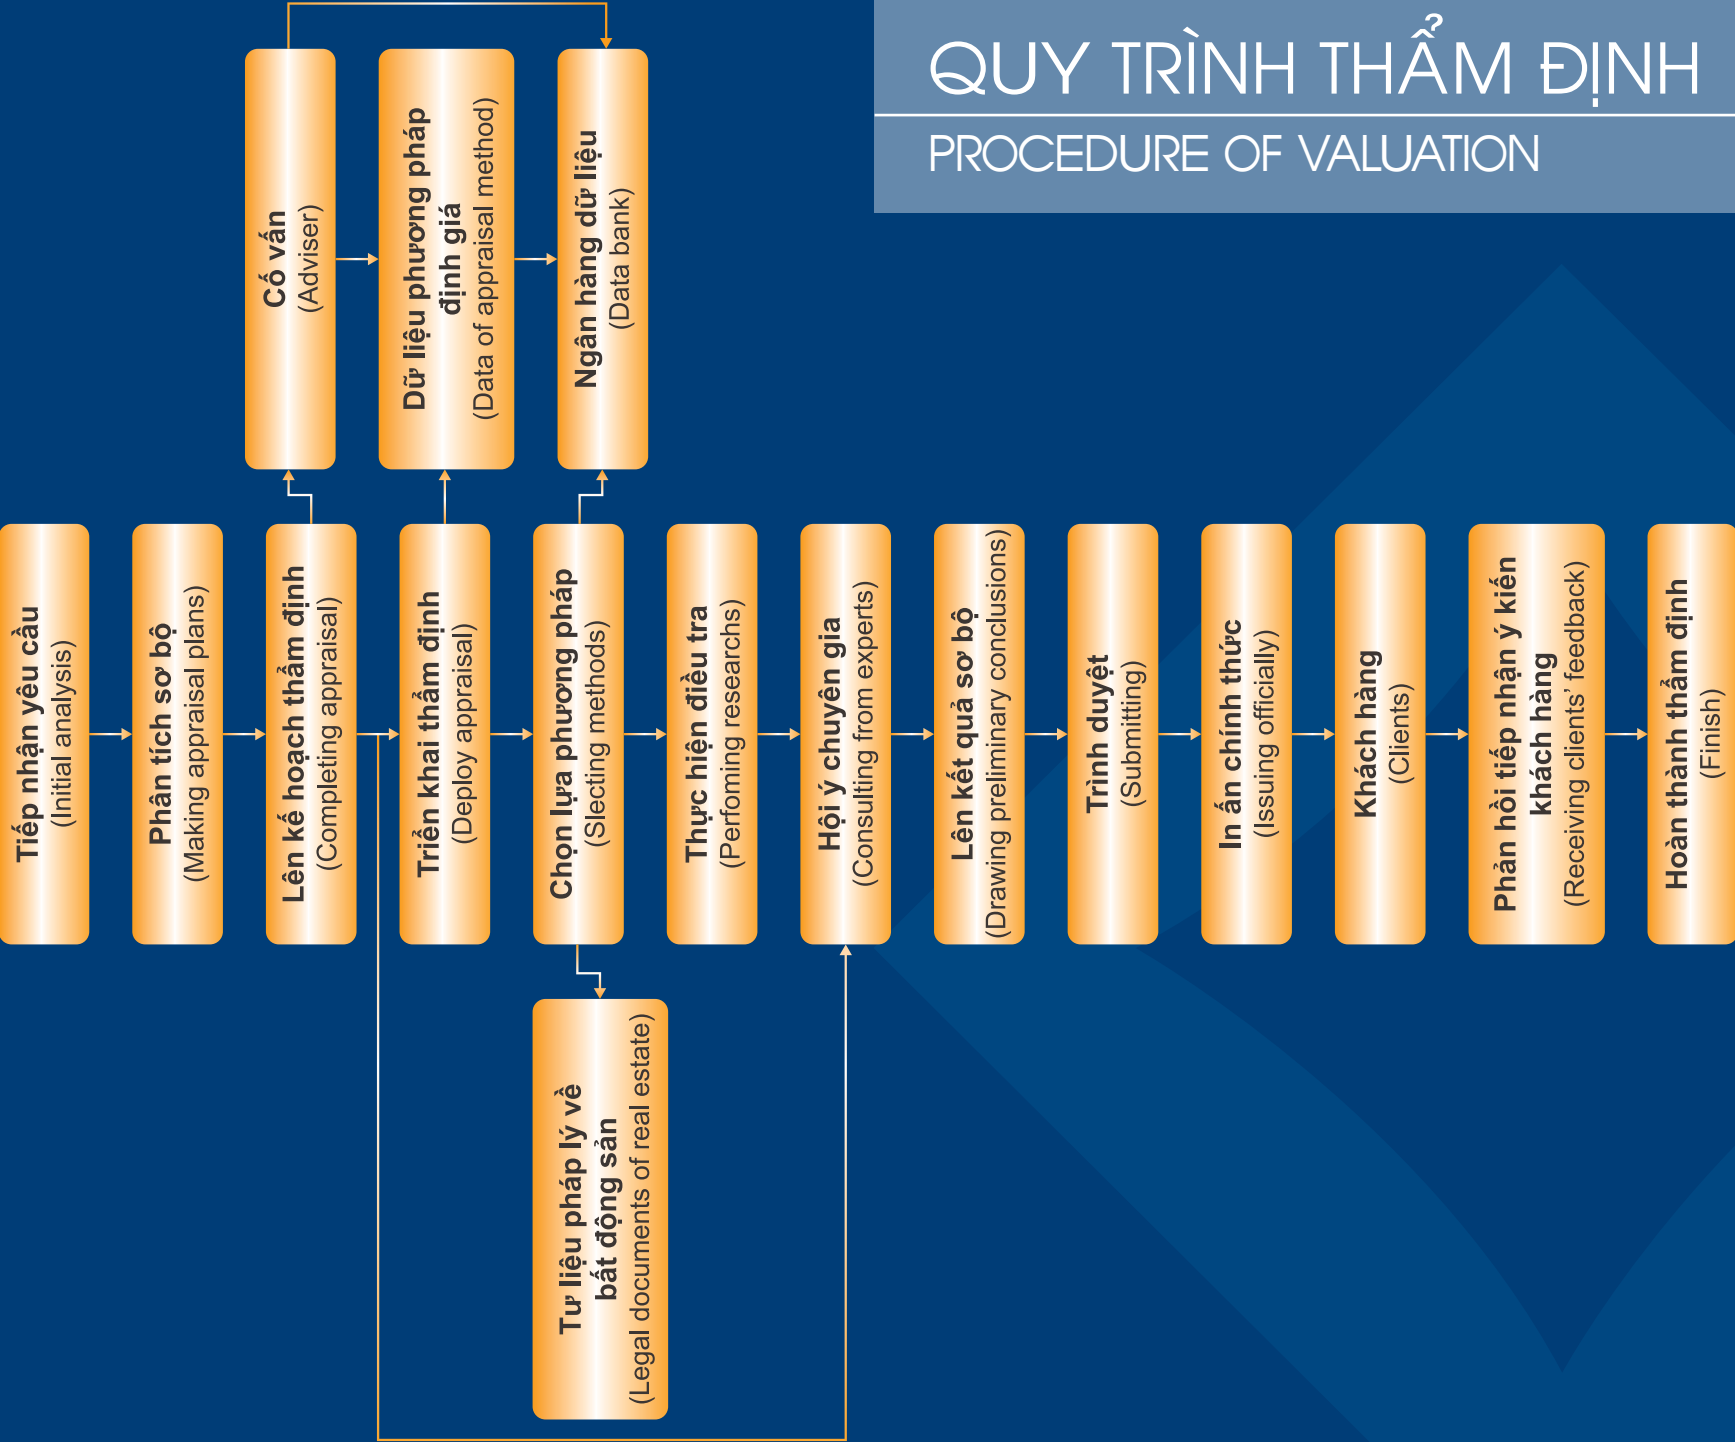 QUY TRÌNH THẨM ĐỊNH
PROCEDURE OF VALUATION
Cố vấn
(Adviser)
Dữ liệu phương pháp
định giá
(Data of appraisal method)
Ngân hàng dữ liệu
(Data bank)
Tiếp nhận yêu cầu
(Initial analysis)
Phân tích sơ bộ
(Making appraisal plans)
Lên kế hoạch thẩm định
(Completing appraisal)
Triển khai thẩm định
(Deploy appraisal)
Chọn lựa phương pháp
(Slecting methods)
Thực hiện điều tra
(Perfoming researchs)
Hội ý chuyên gia
(Consulting from experts)
Lên kết quả sơ bộ
(Drawing preliminary conclusions)
Trình duyệt
(Submitting)
In ấn chính thức
(Issuing officially)
Khách hàng
(Clients)
Phản hồi tiếp nhận ý kiến
khách hàng
(Receiving clients’ feedback)
Hoàn thành thẩm định
(Finish)
Tư liệu pháp lý về
bất động sản
(Legal documents of real estate)